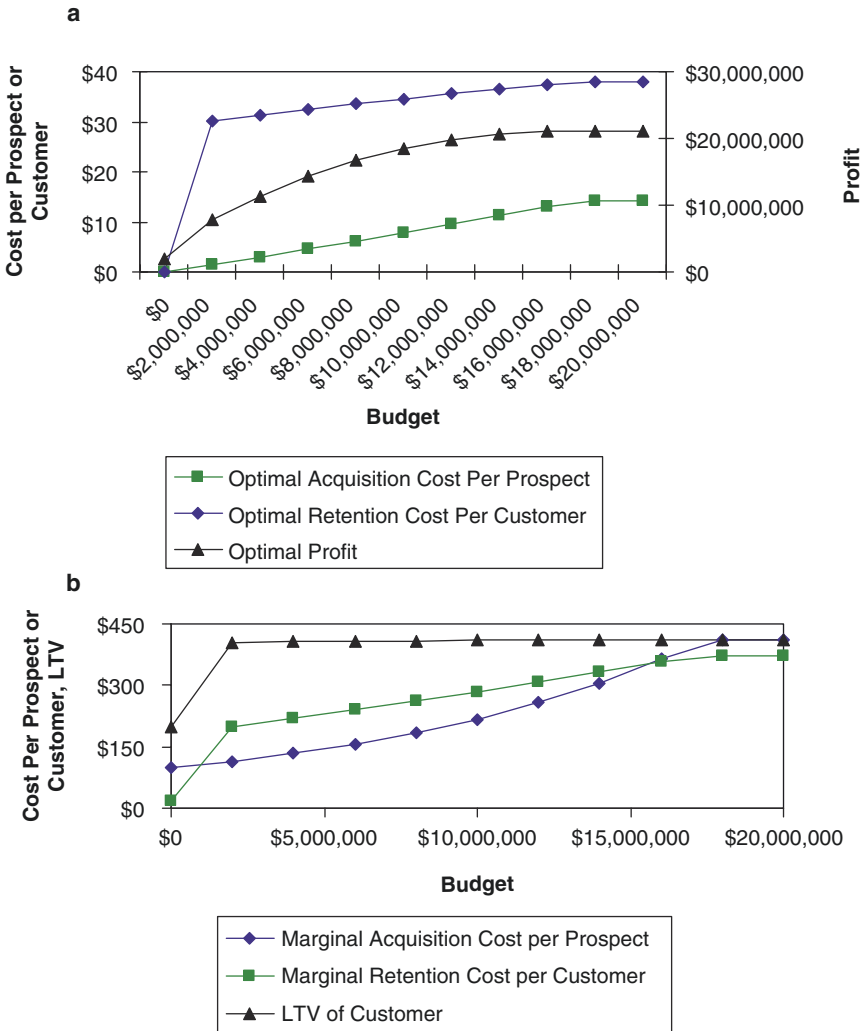 a
Cost per Prospect or
Customer
$40
$30
$20
$10
$0
$30,000,000
$20,000,000
$10,000,000
$0
Profit
$0
$2,000,000
$4,000,000
$6,000,000
$8,000,000
$10,000,000
$12,000,000
$14,000,000
$16,000,000
$18,000,000
$20,000,000
Budget
Optimal Acquisition Cost Per Prospect
Optimal Retention Cost Per Customer
Optimal Profit
b
Cost Per Prospect or
Customer, LTV
$450
$300
$150
$0
$0
$5,000,000
$10,000,000
$15,000,000
$20,000,000
Budget
Marginal Acquisition Cost per Prospect
Marginal Retention Cost per Customer
LTV of Customer